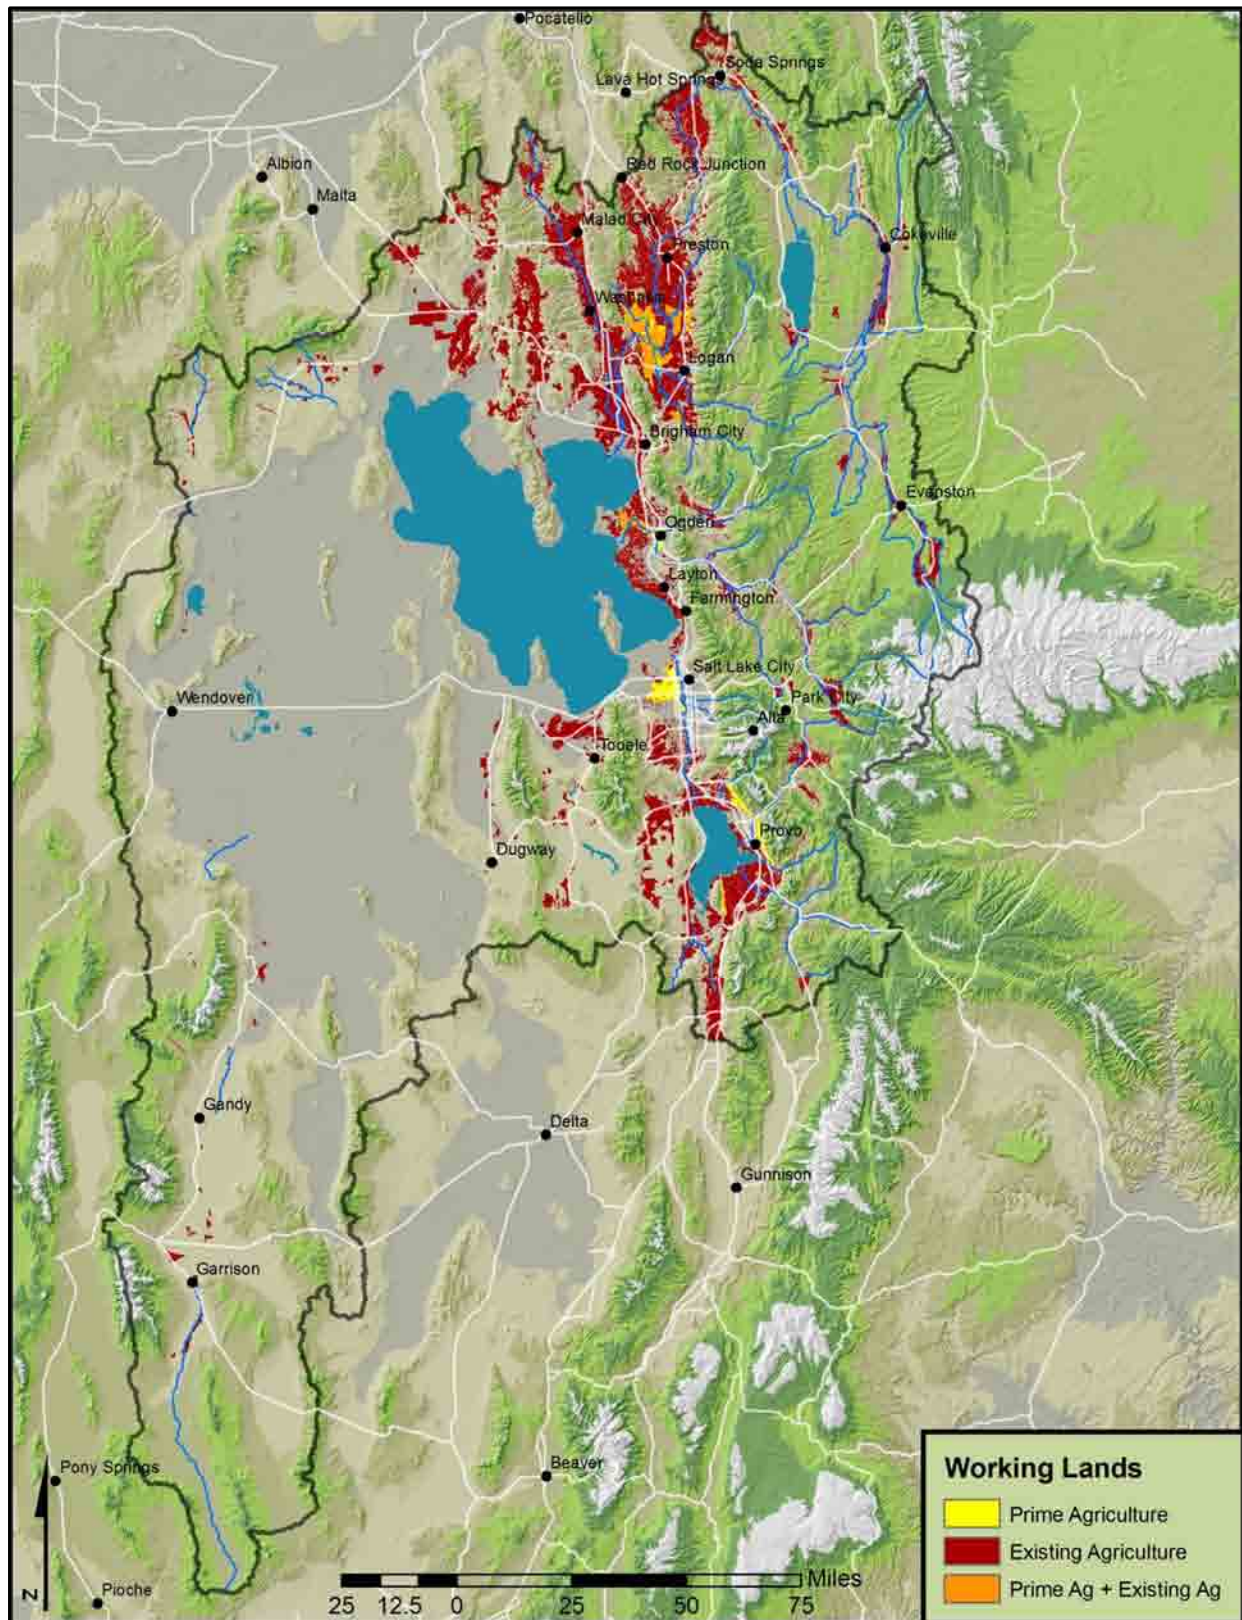 Pocatello
Soda Springs
Lava Hot Springs
Albion
Red Rock Junction
Malta
Malad City
Cokeville
Preston
Logan
Brigham City
Evanston
Ogden
Layton
Farmington
Salt Lake City
Wendover
Park City
Alta
Tooele
Provo
Dugway
Gandy
Delta
Gunnison
Garrison
Beaver
Pony Springs
Pioche
N
Miles
25 12.5 0 25 50 75
Working Lands
Prime Agriculture
Existing Agriculture
Prime Ag + Existing Ag